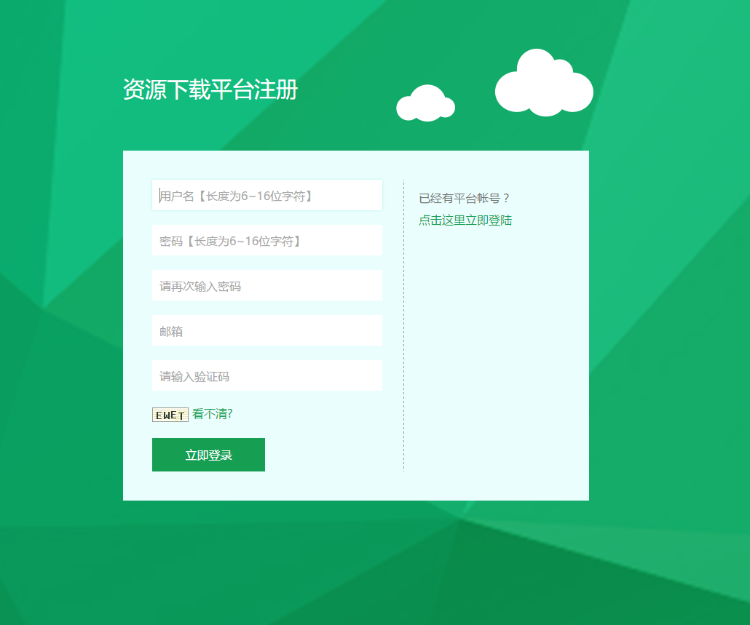 资源下载平台注册
用户名【长度为6-16位字符】
密码【长度为6-16位字符】
请再次输入密码
邮箱
请输入验证码
EWET 看不清?
立即登录
已经有平台帐号？
点击这里立即登陆